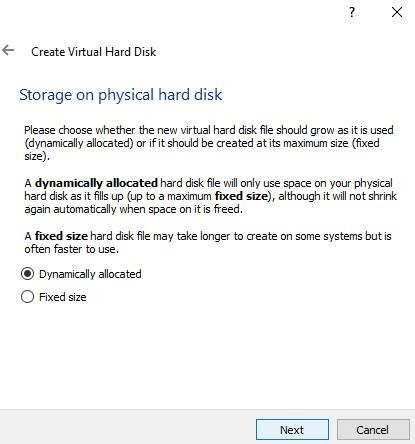 ?
Create Virtual Hard Disk
Storage on physical hard disk
Please choose whether the new virtual hard disk file should grow as it is used
(dynamically allocated) or if it should be created at its maximum size (fixed
size).
A dynamically allocated hard disk file will only use space on your physical
hard disk as it fills up (up to a maximum fixed size), although it will not shrink
again automatically when space on it is freed.
A fixed size hard disk file may take longer to create on some systems but is
often faster to use.
Dynamically allocated
Fixed size
Next Cancel